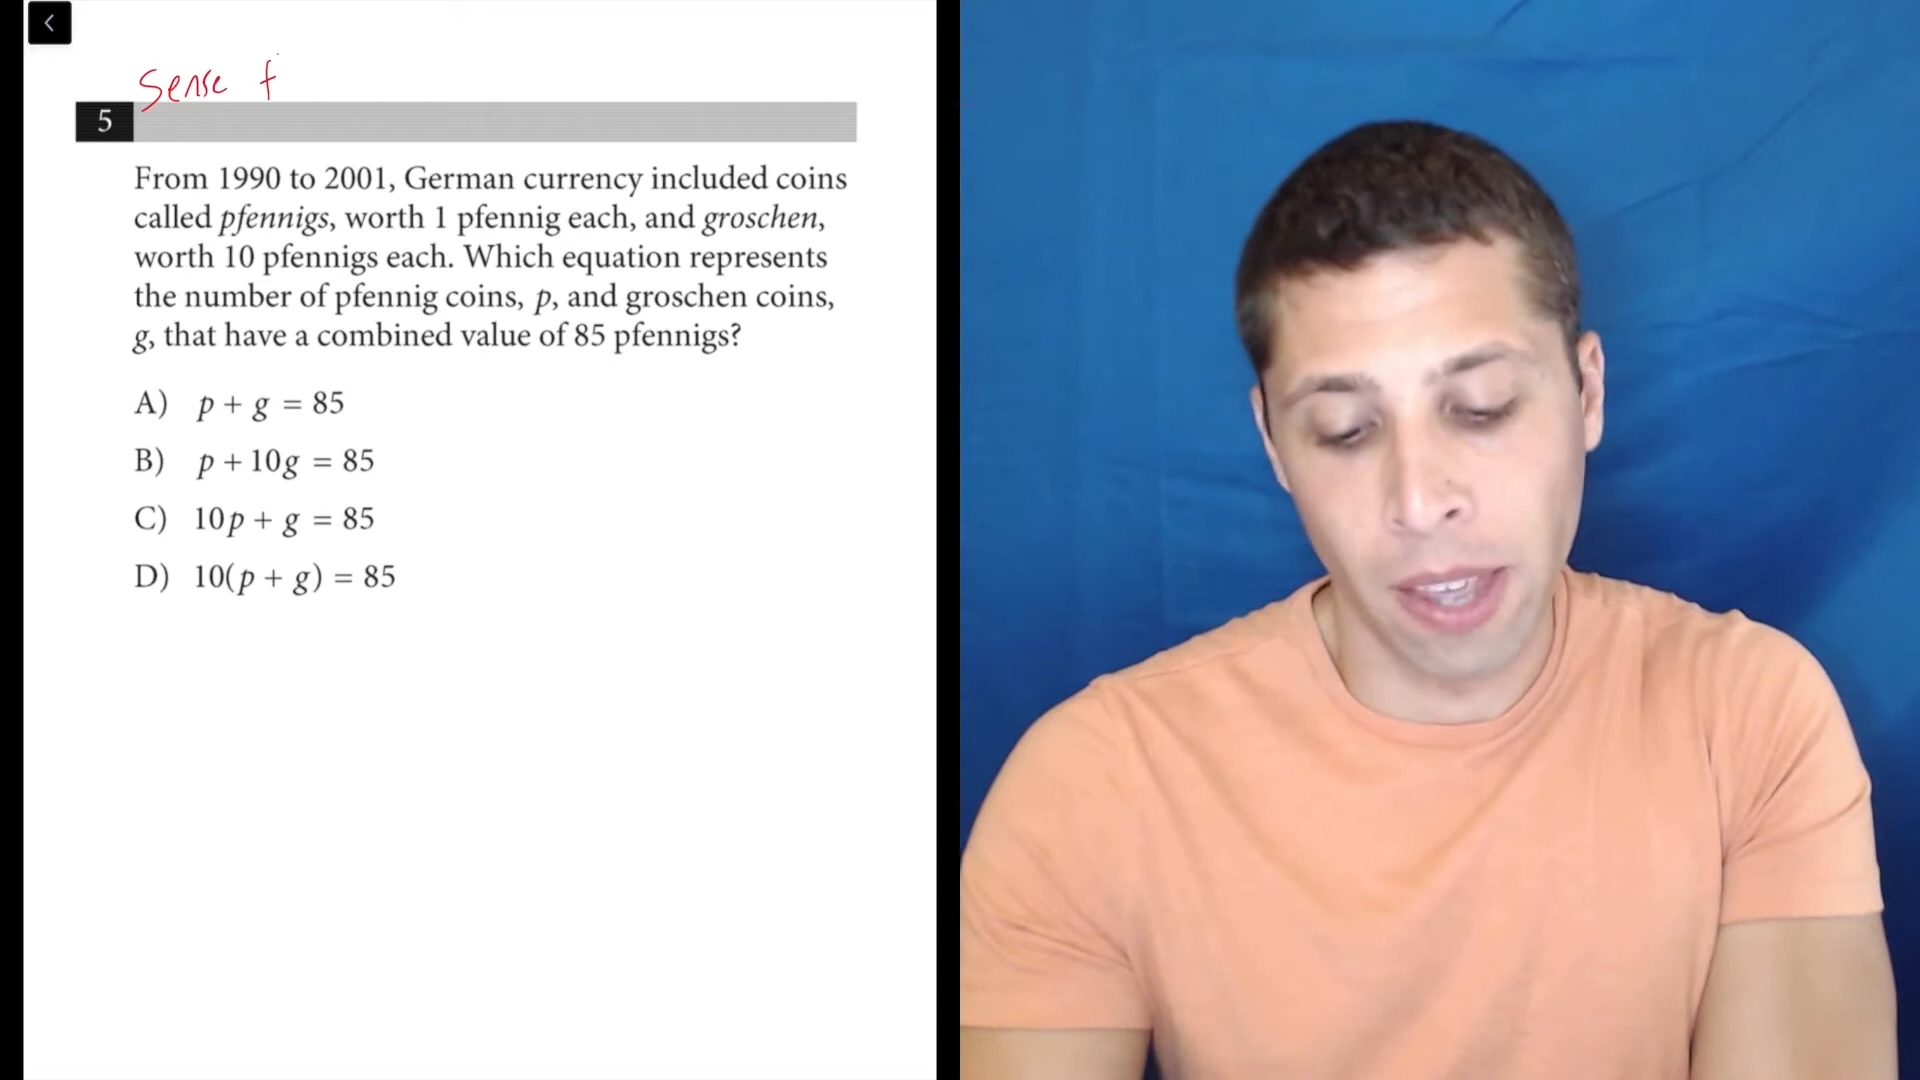 Sense f
5
From 1990 to 2001, German currency included coins
called pfennigs, worth 1 pfennig each, and groschen,
worth 10 pfennigs each. Which equation represents
the number of pfennig coins, p, and groschen coins,
g, that have a combined value of 85 pfennigs?
A) p + g = 85
B) p + 10g = 85
C) 10p + g = 85
D) 10(p + g) = 85